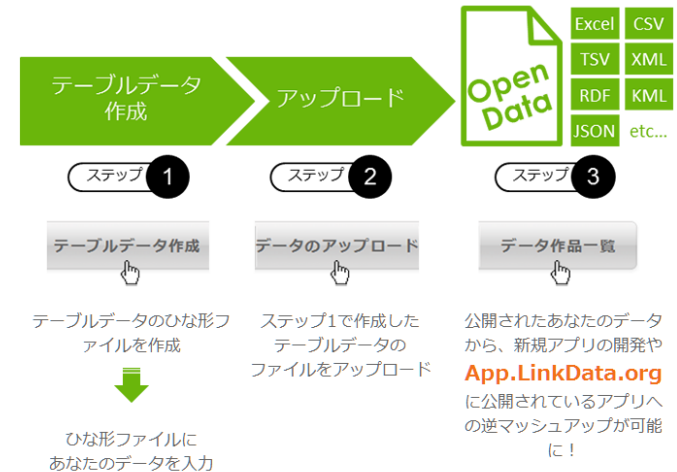 テーブルデータ
作成
アップロード
Open
Data
Excel CSV
TSV XML
RDF KML
JSON etc...
ステップ 1
ステップ 2
ステップ 3
テーブルデータ作成
データのアップロード
データ作品一覧
テーブルデータのひな形フ
ァイルを作成
ひな形ファイルに
あなたのデータを入力
ステップ1で作成した
テーブルデータの
ファイルをアップロード
公開されたあなたのデータ
から、新規アプリの開発や
App.LinkData.org
に公開されているアプリへ
の逆マッシュアップが可能
に！